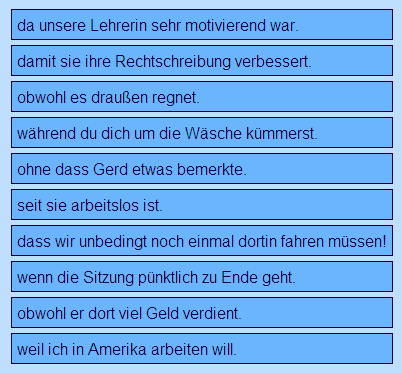 da unsere Lehrerin sehr motivierend war.
damit sie ihre Rechtschreibung verbessert.
obwohl es draußen regnet.
während du dich um die Wäsche kümmerst.
ohne dass Gerd etwas bemerkte.
seit sie arbeitslos ist.
dass wir unbedingt noch einmal dortin fahren müssen!
wenn die Sitzung pünktlich zu Ende geht.
obwohl er dort viel Geld verdient.
weil ich in Amerika arbeiten will.